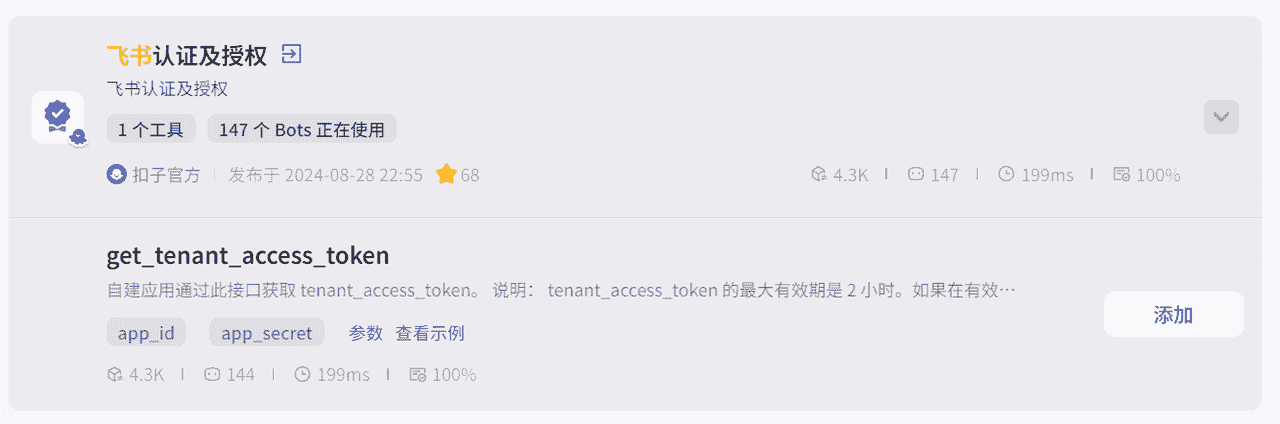 飞书认证及授权
飞书认证及授权
1 个工具 147 个 Bots 正在使用
扣子官方 发布于 2024-08-28 22:55 68 4.3K 147 199ms 100%
get_tenant_access_token
自建应用通过此接口获取 tenant_access_token。 说明： tenant_access_token 的最大有效期是 2 小时。如果在有效…
添加
app_id app_secret 参数 查看示例
4.3K 144 199ms 100%